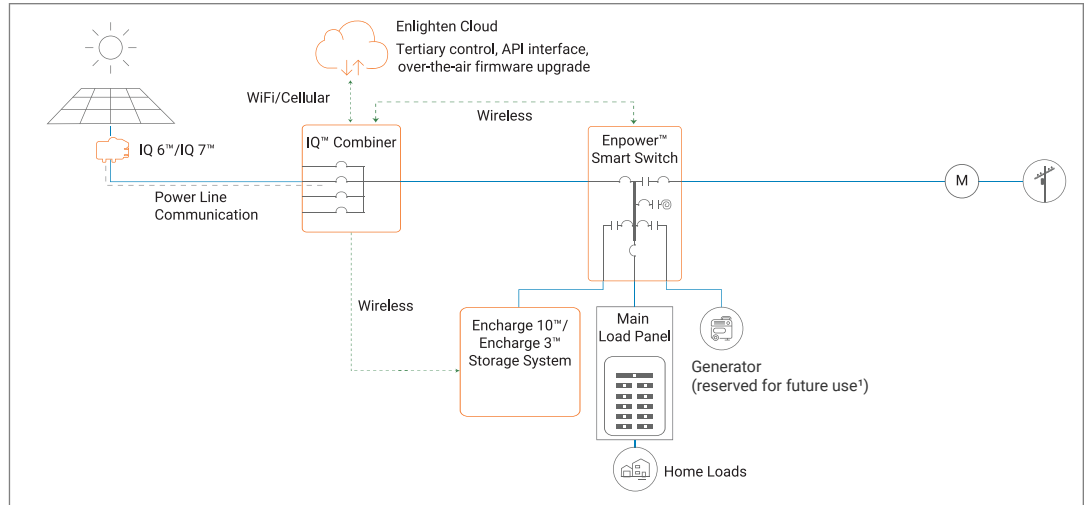 Enlighten Cloud
Tertiary control, API interface,
over-the-air firmware upgrade
WiFi/Cellular
Wireless
IQ™ Combiner
Enpower™
Smart Switch
IQ 6™/IQ 7™
M
Power Line
Communication
Wireless
Encharge 10™/
Encharge 3™
Storage System
Main
Load Panel
Generator
(reserved for future use¹)
Home Loads